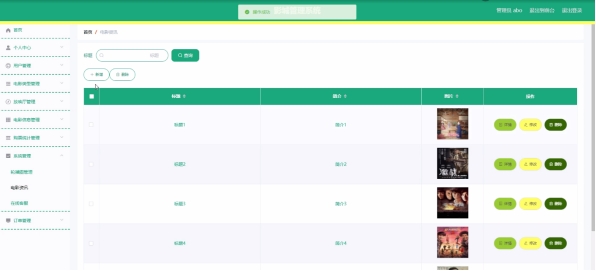 操作成功
管理员 abo
退出到前台
退出登录
首页
首页 / 电影资讯
个人中心
用户管理
标题
标题
查询
新增
删除
电影类型管理
放映厅管理
电影信息管理
购票统计管理
系统管理
轮播图管理
电影资讯
在线客服
订单管理
标题 简介 图片 操作
标题1 简介1 详情 修改 删除
标题2 简介2 详情 修改 删除
标题3 简介3 详情 修改 删除
标题4 简介4 详情 修改 删除